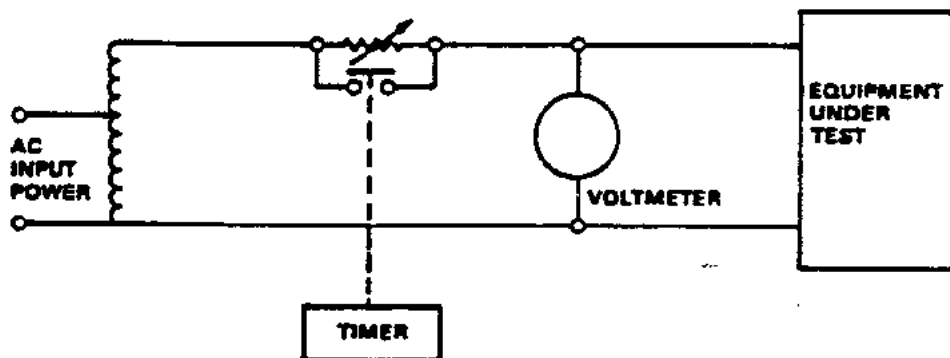 EQUIPMENT
UNDER
TEST
AC
INPUT
POWER
VOLTMETER
TIMER